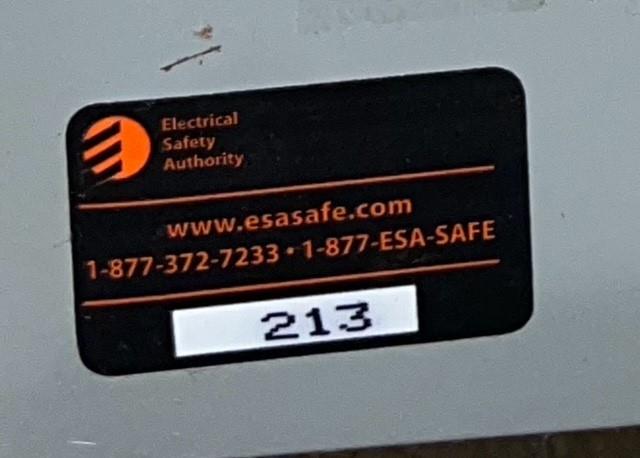 Electrical
Safety
Authority
www.esasafe.com
1-877-372-7233 • 1-877-ESA-SAFE
213